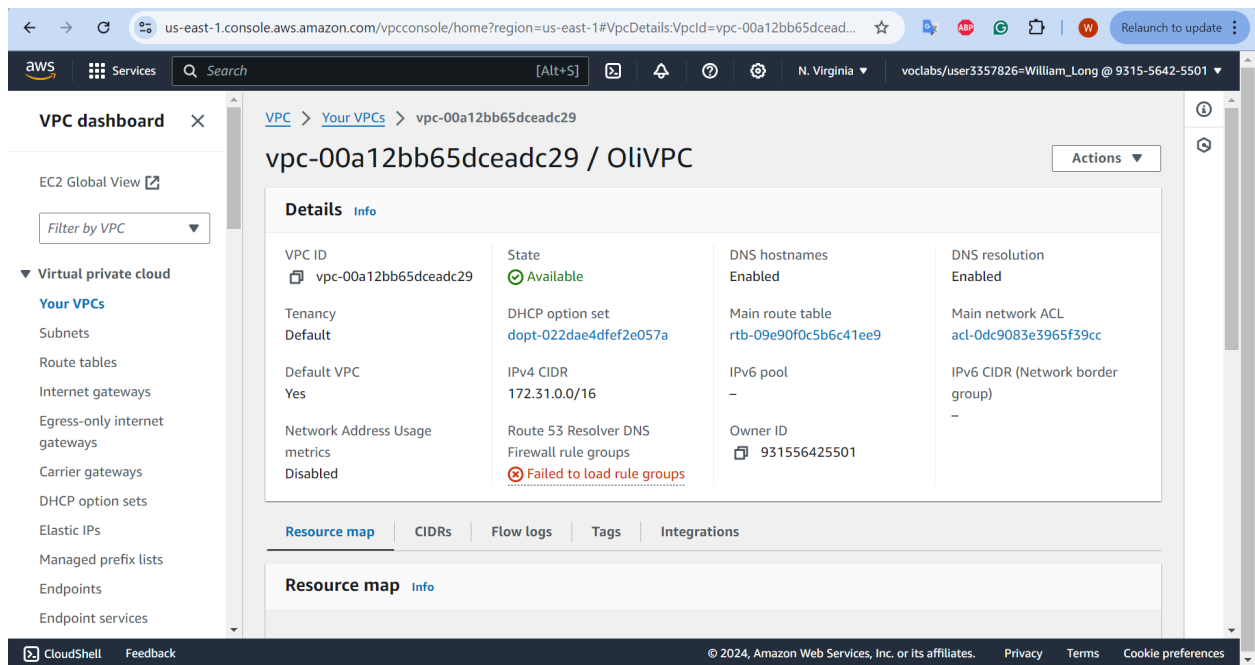 us-east-1.console.aws.amazon.com/vpcconsole/home?region=us-east-1#VpcDetails:VpcId=vpc-00a12bb65dcead...
ABP
G
W
Relaunch to update
aws
Services
Search
[Alt+S]
N. Virginia
voclabs/user3357826=William_Long @ 9315-5642-5501
VPC dashboard
EC2 Global View
Filter by VPC
Virtual private cloud
Your VPCs
Subnets
Route tables
Internet gateways
Egress-only internet
gateways
Carrier gateways
DHCP option sets
Elastic IPs
Managed prefix lists
Endpoints
Endpoint services
VPC > Your VPCs > vpc-00a12bb65dceadc29
vpc-00a12bb65dceadc29 / OliVPC
Actions
Details Info
VPC ID
vpc-00a12bb65dceadc29
State
Available
DNS hostnames
Enabled
DNS resolution
Enabled
Tenancy
Default
DHCP option set
dopt-022dae4dfef2e057a
Main route table
rtb-09e90f0c5b6c41ee9
Main network ACL
acl-0dc9083e3965f39cc
Default VPC
Yes
IPv4 CIDR
172.31.0.0/16
IPv6 pool
–
IPv6 CIDR (Network border
group)
–
Network Address Usage
metrics
Disabled
Route 53 Resolver DNS
Firewall rule groups
Failed to load rule groups
Owner ID
931556425501
Resource map
CIDRs
Flow logs
Tags
Integrations
Resource map Info
CloudShell
Feedback
© 2024, Amazon Web Services, Inc. or its affiliates.
Privacy
Terms
Cookie preferences